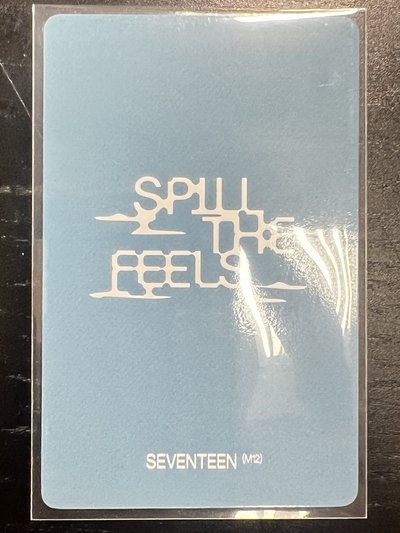 SPILL
THE
FEELS
SEVENTEEN (M12)